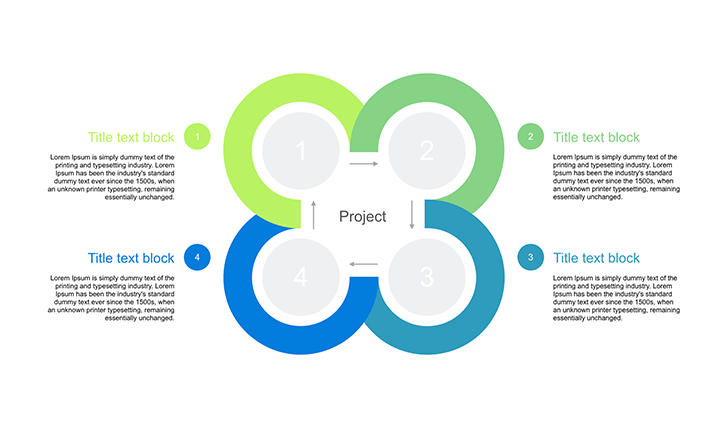 Title text block
1
Lorem Ipsum is simply dummy text of the
printing and typesetting industry. Lorem
Ipsum has been the industry's standard
dummy text ever since the 1500s, when
an unknown printer typesetting, remaining
essentially unchanged.
1
2
2
Title text block
Lorem Ipsum is simply dummy text of the
printing and typesetting industry. Lorem
Ipsum has been the industry's standard
dummy text ever since the 1500s, when
an unknown printer typesetting, remaining
essentially unchanged.
Project
Title text block
4
Lorem Ipsum is simply dummy text of the
printing and typesetting industry. Lorem
Ipsum has been the industry's standard
dummy text ever since the 1500s, when
an unknown printer typesetting, remaining
essentially unchanged.
4
3
3
Title text block
Lorem Ipsum is simply dummy text of the
printing and typesetting industry. Lorem
Ipsum has been the industry's standard
dummy text ever since the 1500s, when
an unknown printer typesetting, remaining
essentially unchanged.